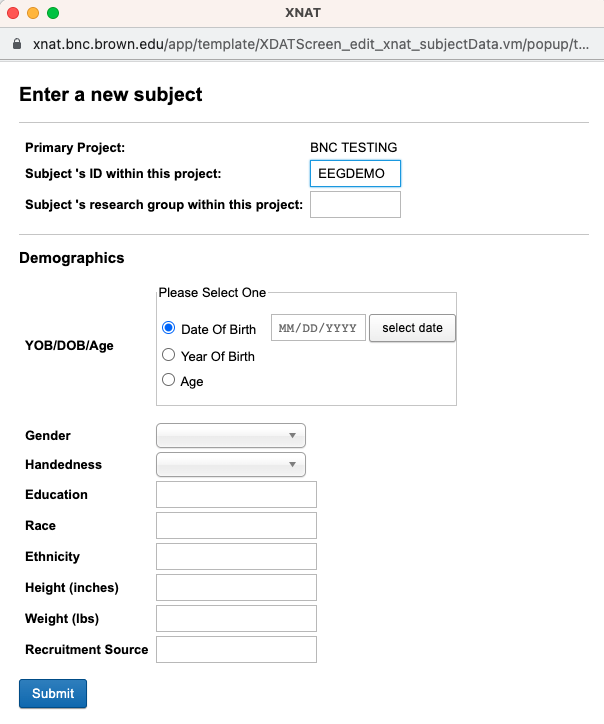 XNAT
xnat.bnc.brown.edu/app/template/XDATScreen_edit_xnat_subjectData.vm/popup/t...
Enter a new subject
Primary Project: BNC TESTING
Subject 's ID within this project: EEGDEMO
Subject 's research group within this project:
Demographics
Please Select One
YOB/DOB/Age
Date Of Birth MM/DD/YYYY select date
Year Of Birth
Age
Gender
Handedness
Education
Race
Ethnicity
Height (inches)
Weight (lbs)
Recruitment Source
Submit